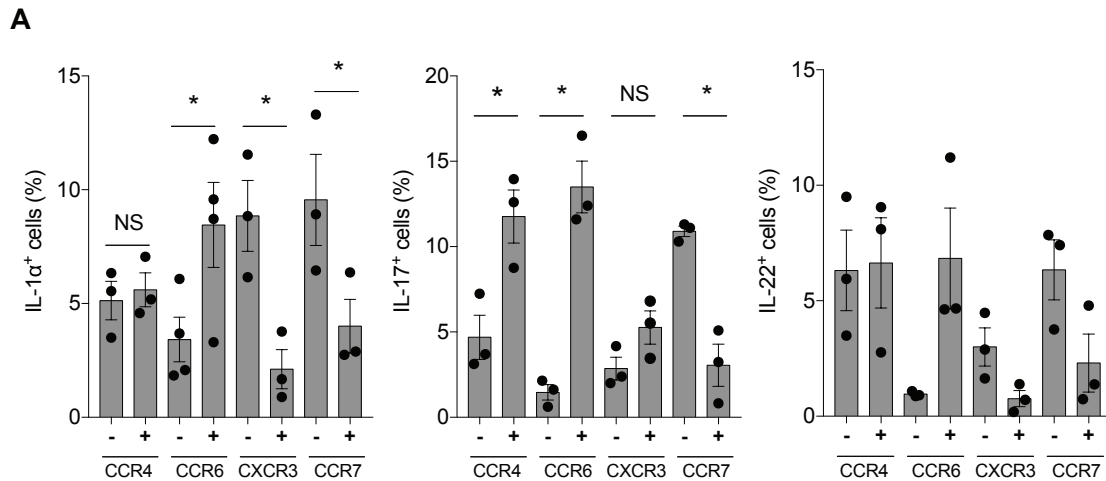 A
IL-1α+ cells (%)
15
10
5
0
NS
*
*
*
- + - + - + - +
CCR4 CCR6 CXCR3 CCR7
IL-17+ cells (%)
20
15
10
5
0
*
*
NS
*
- + - + - + - +
CCR4 CCR6 CXCR3 CCR7
IL-22+ cells (%)
15
10
5
0
- + - + - + - +
CCR4 CCR6 CXCR3 CCR7